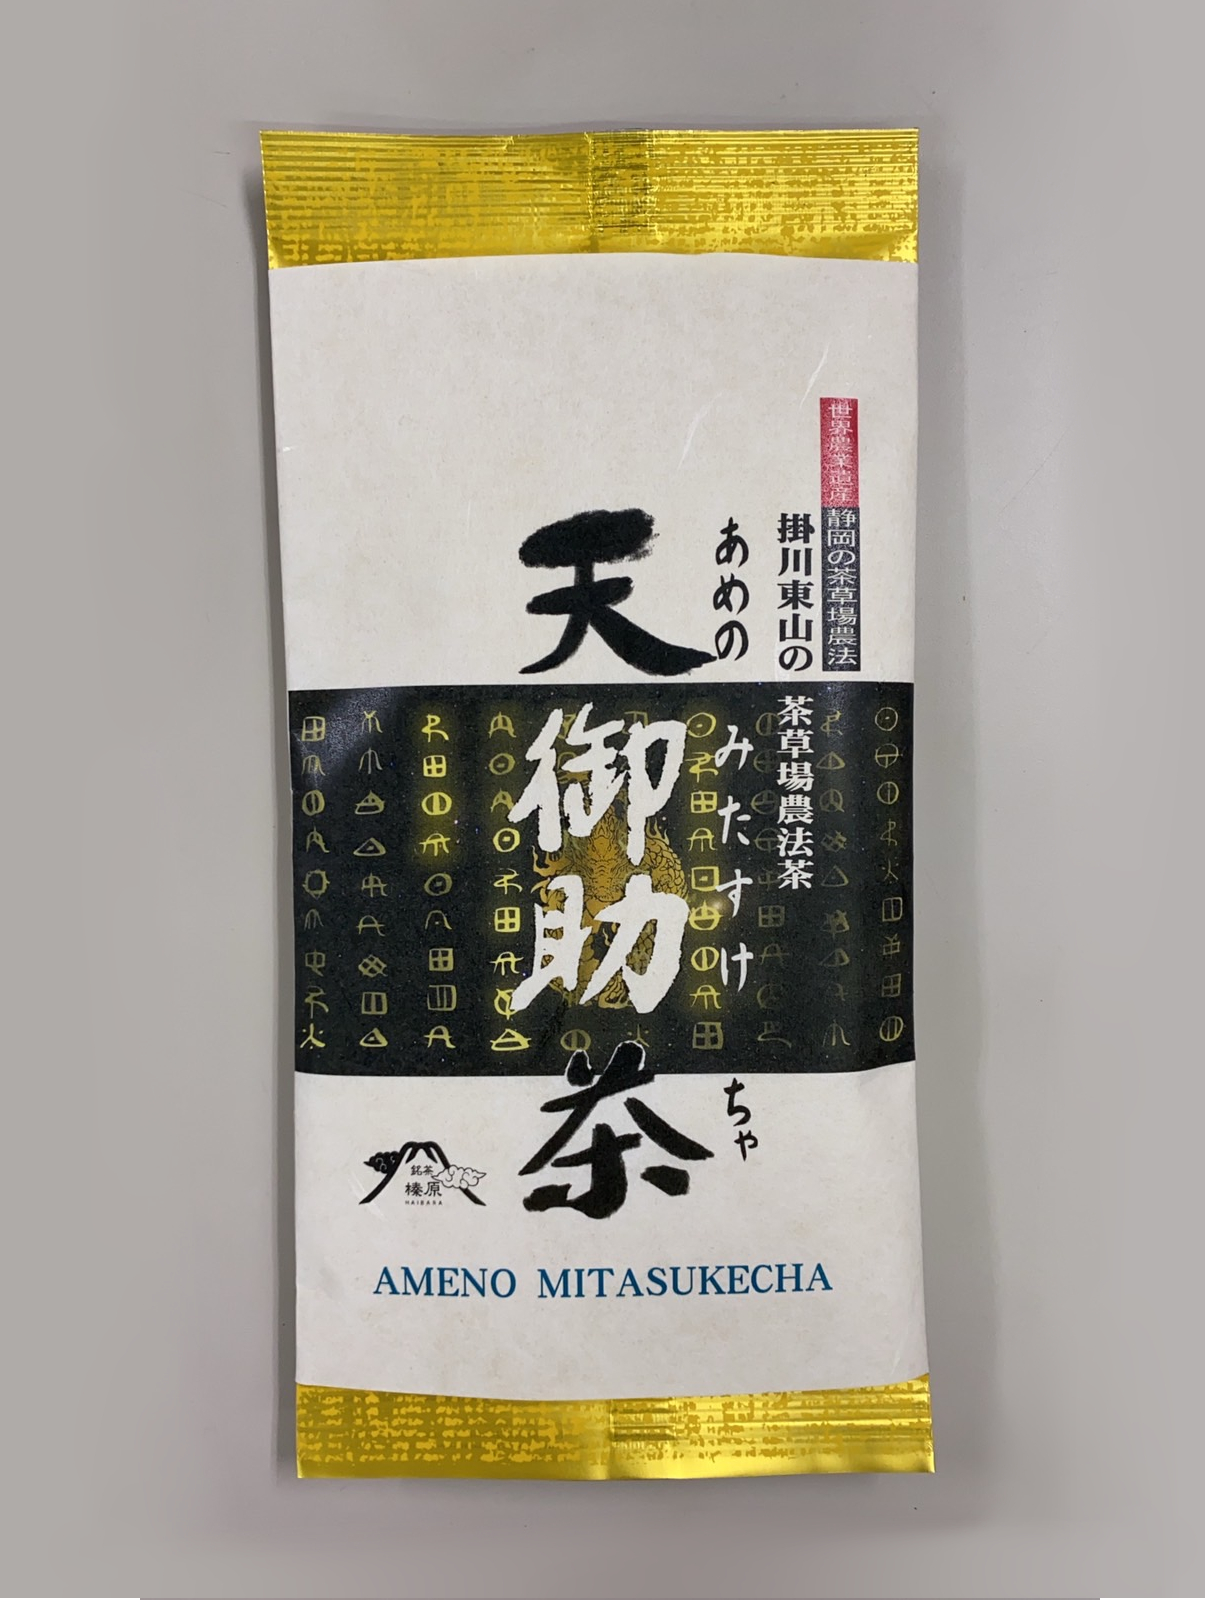 世界農業遺産 静岡の茶草場農法
掛川東山の 茶草場農法茶
あめの みたすけ ちゃ
天御助茶
銘茶
榛原
HAIBARA
AMENO MITASUKECHA